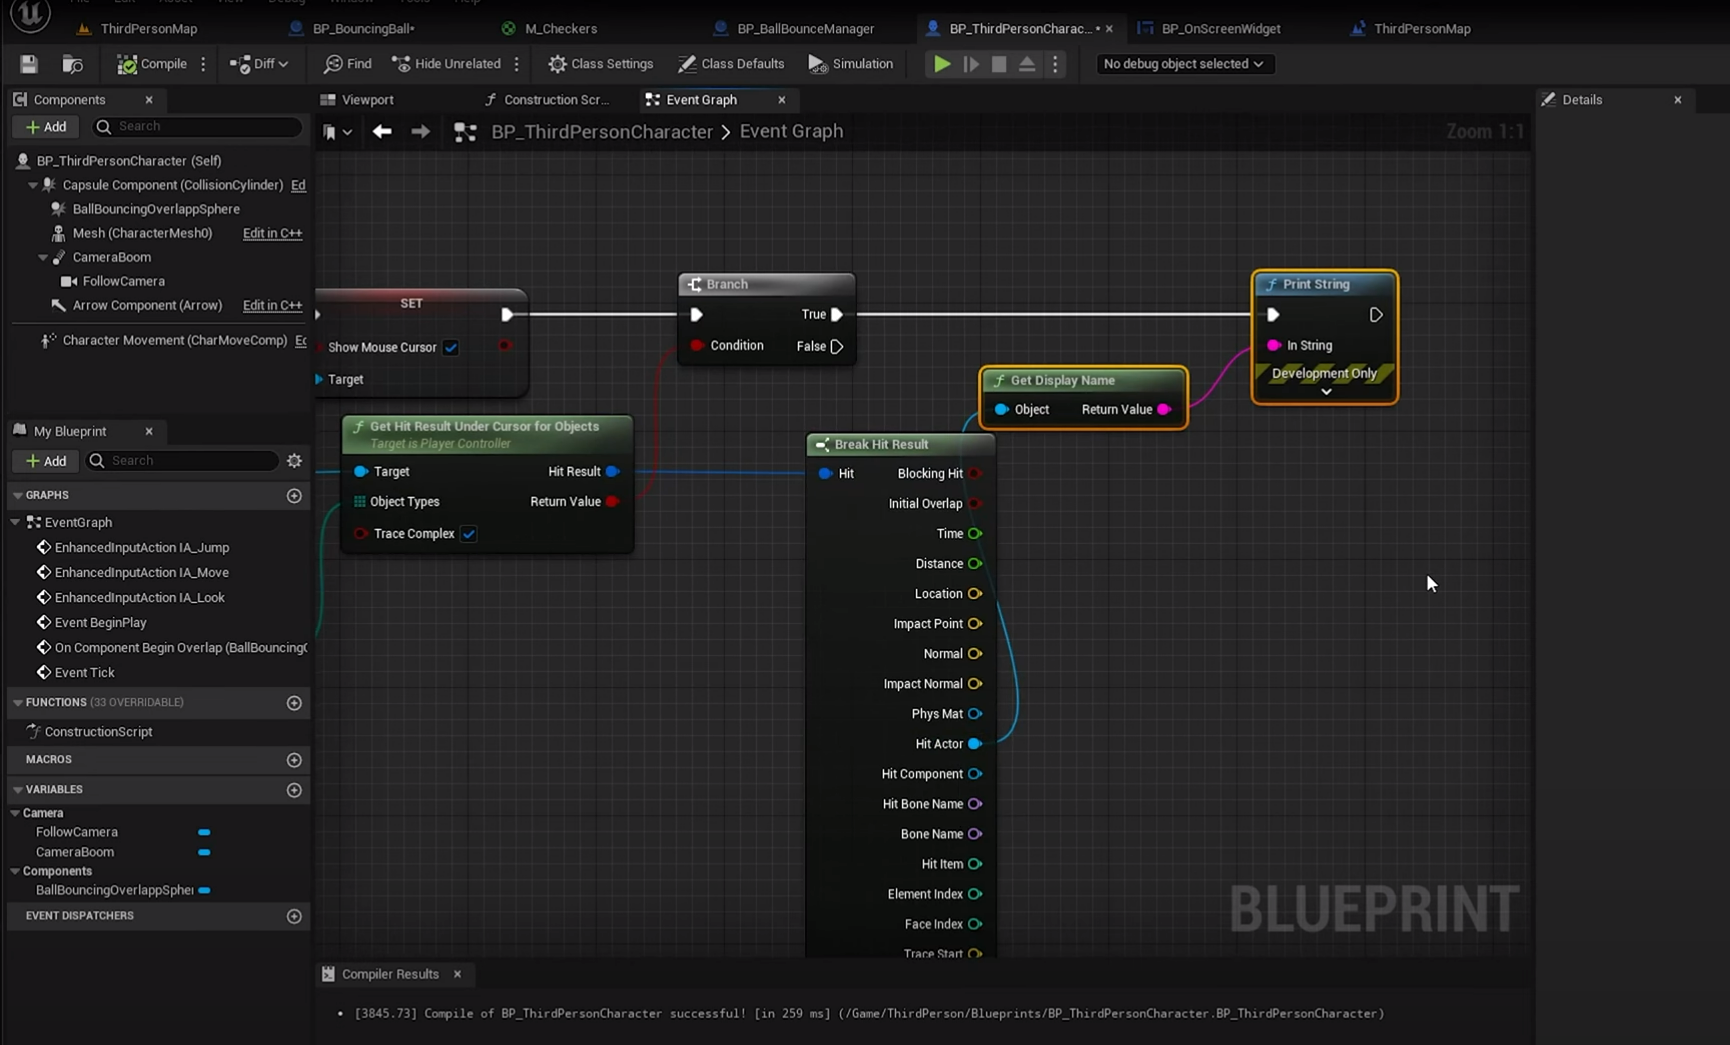 ThirdPersonMap
BP_BouncingBall•
M_Checkers
BP_BallBounceManager
BP_ThirdPersonCharac... •
BP_OnScreenWidget
ThirdPersonMap
Compile
Diff
Find
Hide Unrelated
Class Settings
Class Defaults
Simulation
No debug object selected
Components
Viewport
Construction Scr...
Event Graph
Details
+ Add
Search
BP_ThirdPersonCharacter > Event Graph
Zoom 1:1
BP_ThirdPersonCharacter (Self)
Capsule Component (CollisionCylinder) Ed
BallBouncingOverlappSphere
Mesh (CharacterMesh0) Edit in C++
CameraBoom
FollowCamera
Arrow Component (Arrow) Edit in C++
Character Movement (CharMoveComp) Ec
My Blueprint
+ Add
Search
GRAPHS
EventGraph
EnhancedInputAction IA_Jump
EnhancedInputAction IA_Move
EnhancedInputAction IA_Look
Event BeginPlay
On Component Begin Overlap (BallBouncing
Event Tick
FUNCTIONS (33 OVERRIDABLE)
ConstructionScript
MACROS
VARIABLES
Camera
FollowCamera
CameraBoom
Components
BallBouncingOverlappSpher
EVENT DISPATCHERS
SET
Show Mouse Cursor
Target
Branch
True
Condition
False
Print String
In String
Development Only
Get Display Name
Object
Return Value
Get Hit Result Under Cursor for Objects
Target is Player Controller
Target
Hit Result
Object Types
Return Value
Trace Complex
Break Hit Result
Hit
Blocking Hit
Initial Overlap
Time
Distance
Location
Impact Point
Normal
Impact Normal
Phys Mat
Hit Actor
Hit Component
Hit Bone Name
Bone Name
Hit Item
Element Index
Face Index
Trace Start
BLUEPRINT
Compiler Results
• [3845.73] Compile of BP_ThirdPersonCharacter successful! [in 259 ms] (/Game/ThirdPerson/Blueprints/BP_ThirdPersonCharacter.BP_ThirdPersonCharacter)